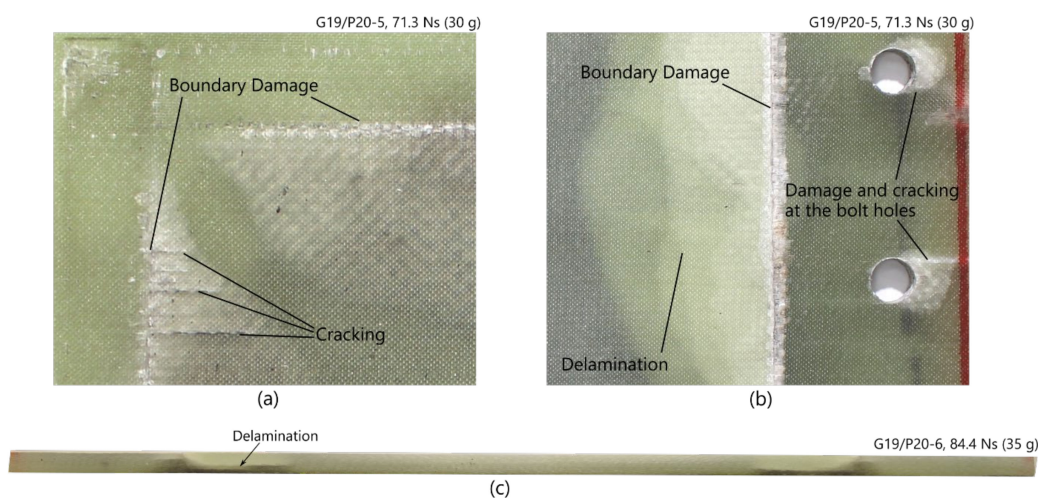 G19/P20-5, 71.3 Ns (30 g)
Boundary Damage
Cracking
(a)
G19/P20-5, 71.3 Ns (30 g)
Boundary Damage
Damage and cracking
at the bolt holes
Delamination
(b)
Delamination
G19/P20-6, 84.4 Ns (35 g)
(c)